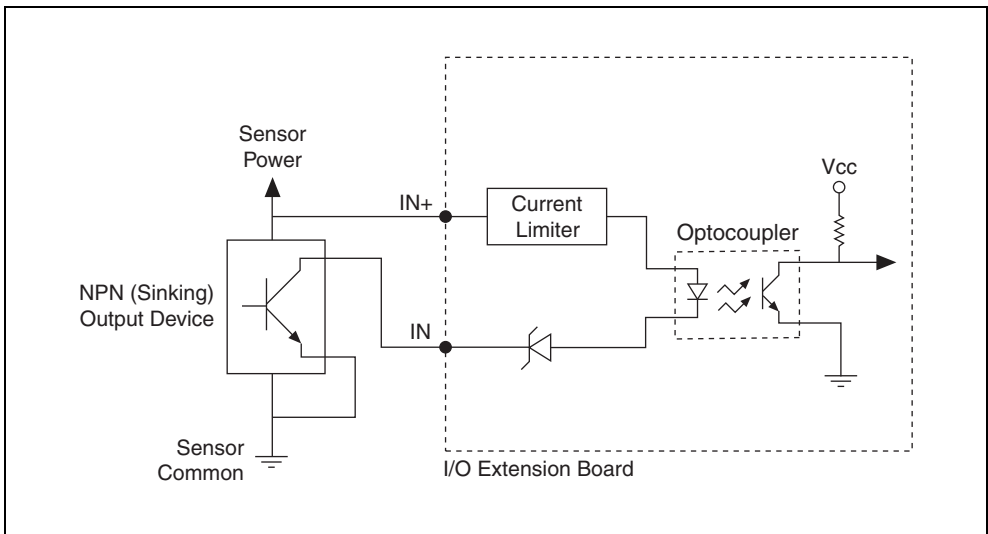 Sensor
Power
Vcc
IN+
Current
Limiter
Optocoupler
NPN (Sinking)
Output Device
IN
Sensor
Common
I/O Extension Board